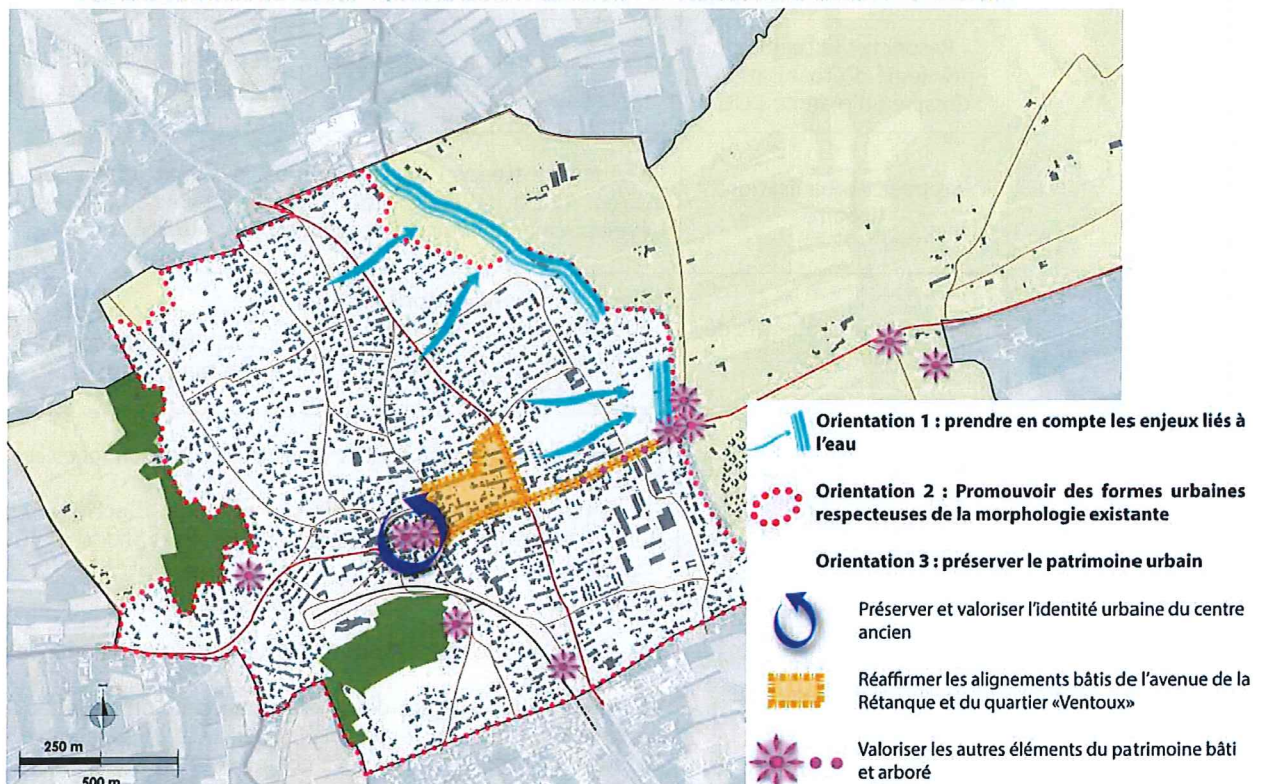 Orientation 1 : prendre en compte les enjeux liés à
l'eau
Orientation 2 : Promouvoir des formes urbaines
respecteuses de la morphologie existante
Orientation 3 : préserver le patrimoine urbain
Préserver et valoriser l'identité urbaine du centre
ancien
Réaffirmer les alignements bâtis de l'avenue de la
Rétanque et du quartier «Ventoux»
Valoriser les autres éléments du patrimoine bâti
et arboré
250 m
500 m